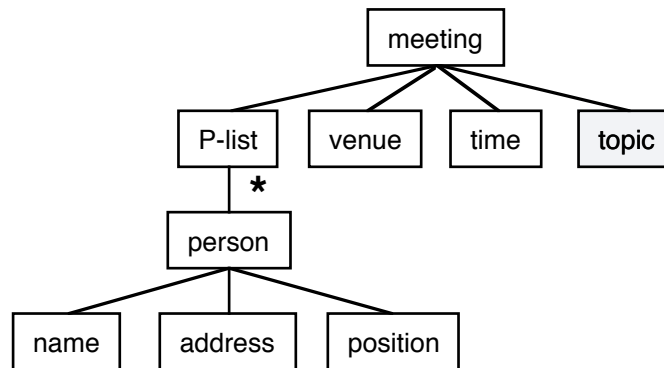 meeting
P-list venue time topic
*
person
name address position